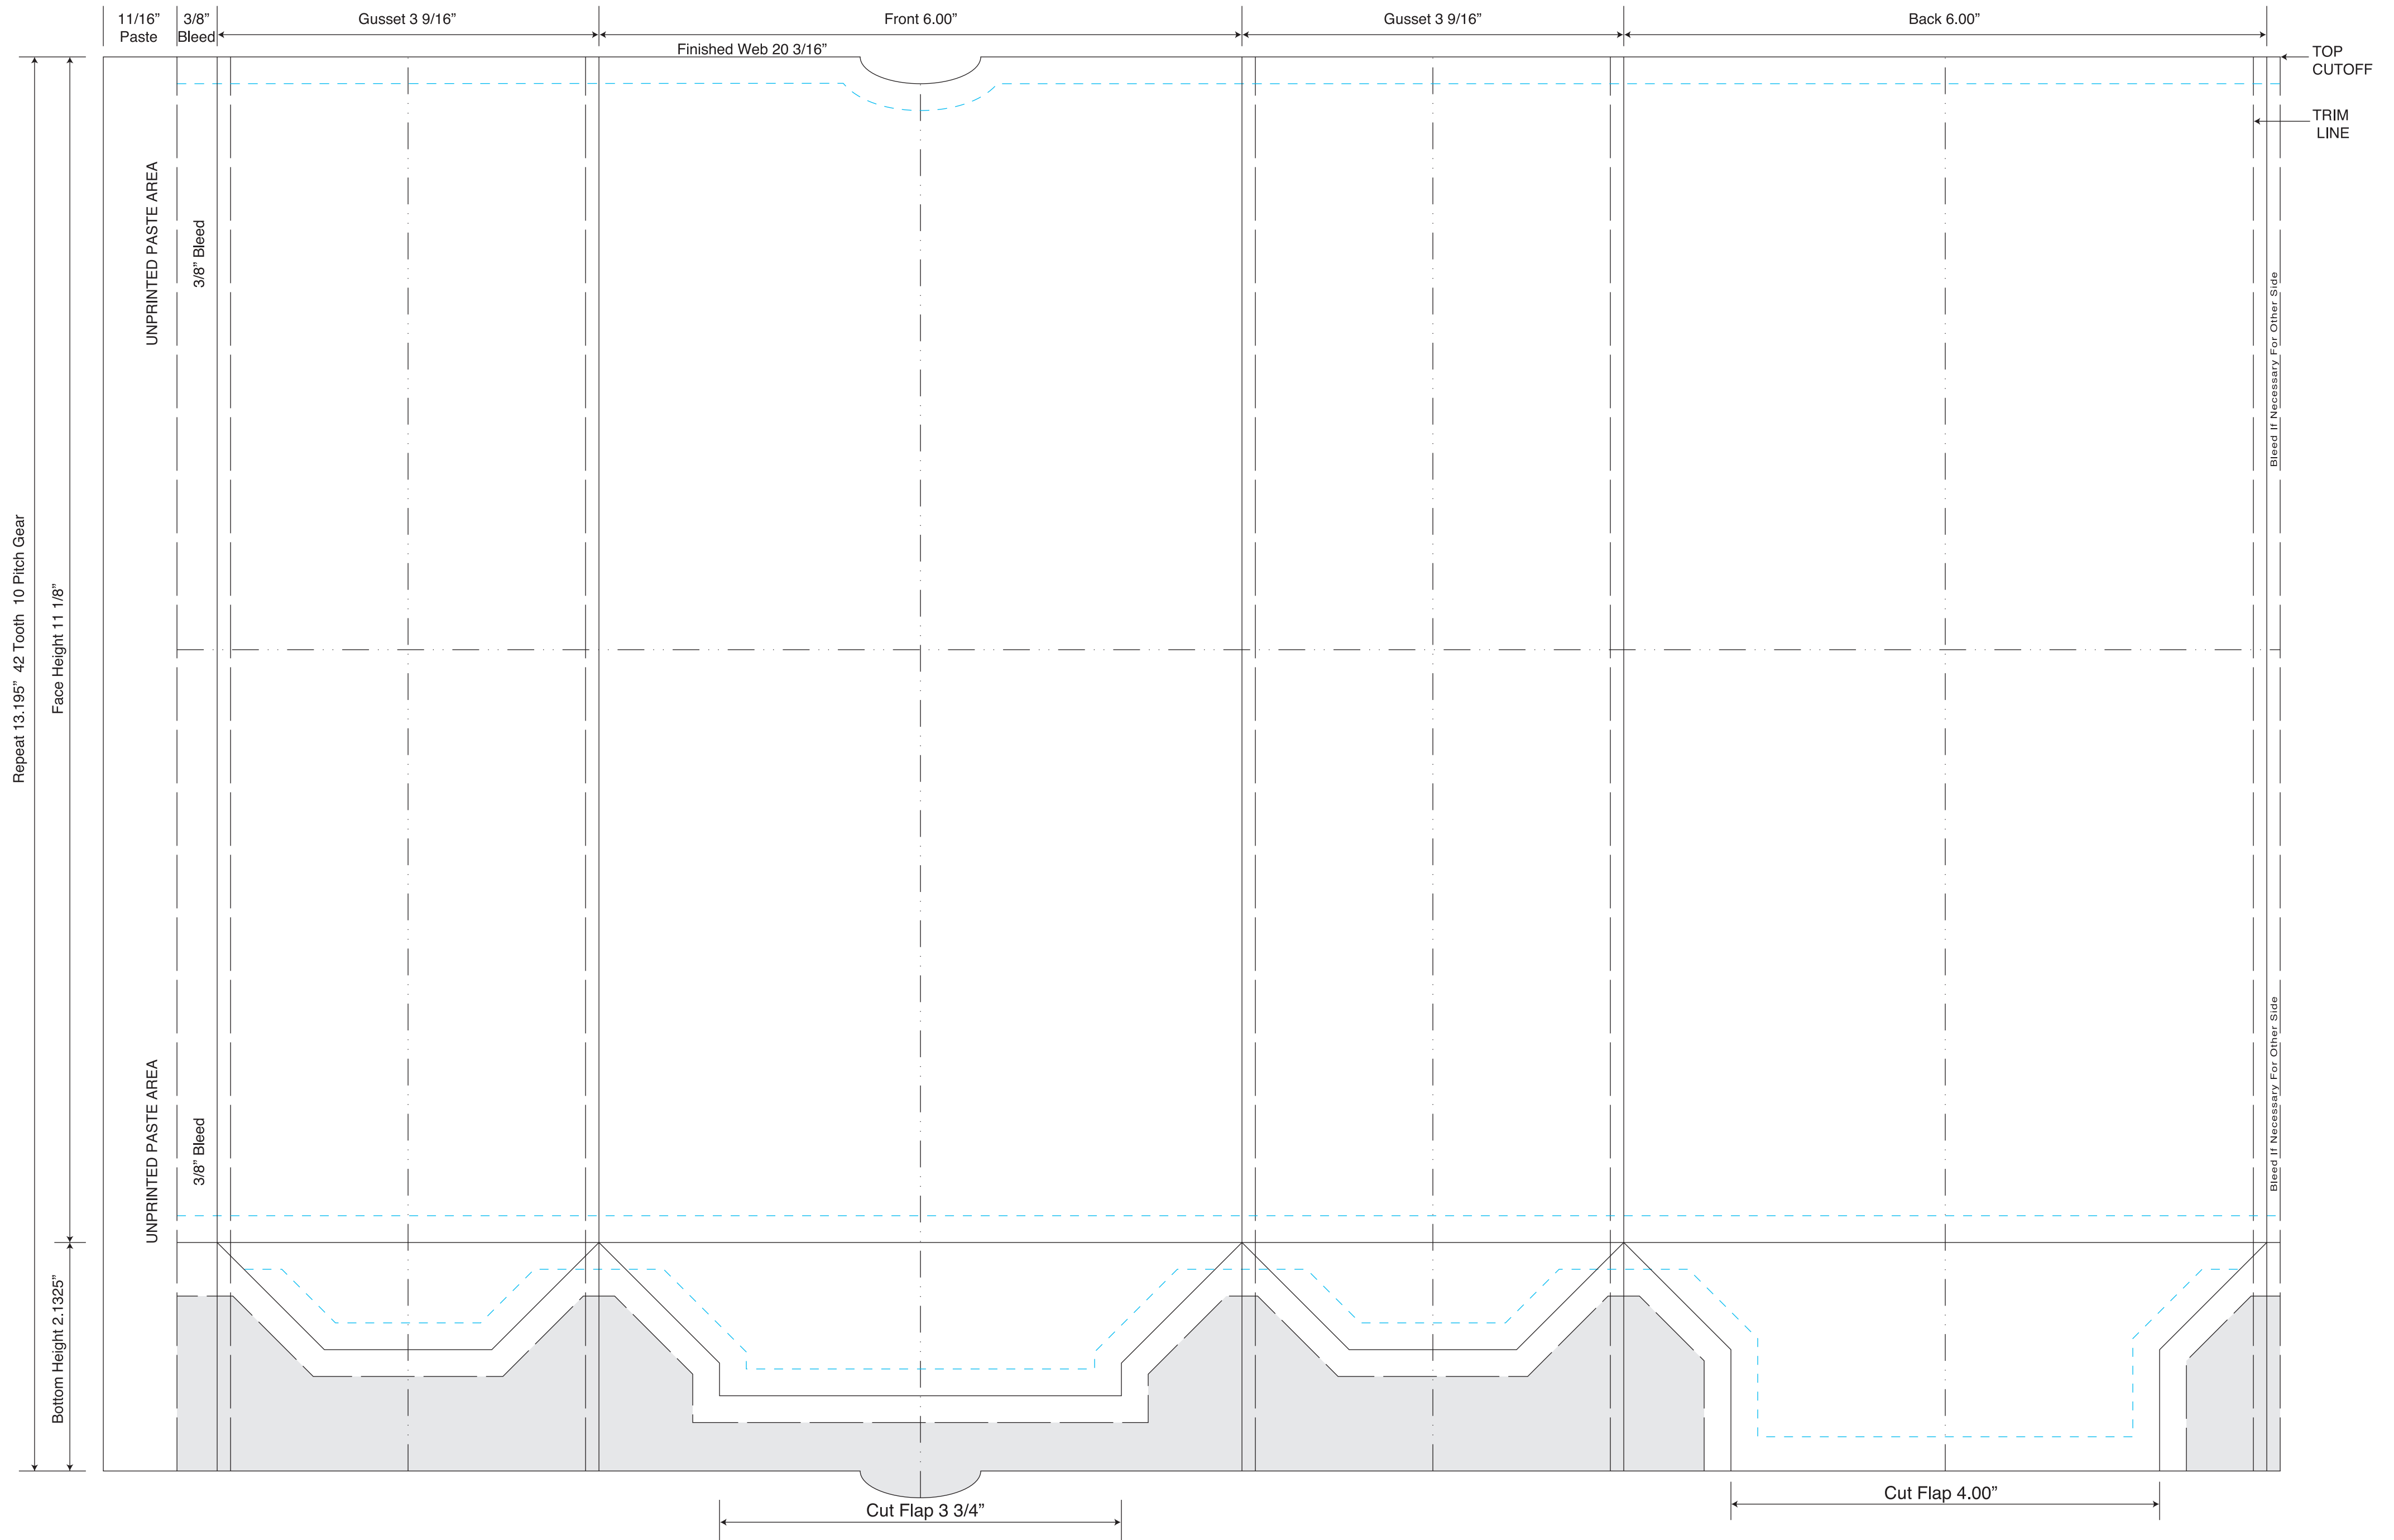 11/16”
Paste
3/8”
Bleed
Gusset 3 9/16”
Front 6.00”
Gusset 3 9/16”
Back 6.00”
Finished Web 20 3/16”
TOP
CUTOFF
TRIM
LINE
UNPRINTED PASTE AREA
3/8” Bleed
Bleed If Necessary For Other Side
Repeat 13.195”  42 Tooth  10 Pitch Gear
Face Height 11 1/8”
UNPRINTED PASTE AREA
3/8” Bleed
Bleed If Necessary For Other Side
Bottom Height 2.1325”
Cut Flap 3 3/4”
Cut Flap 4.00”